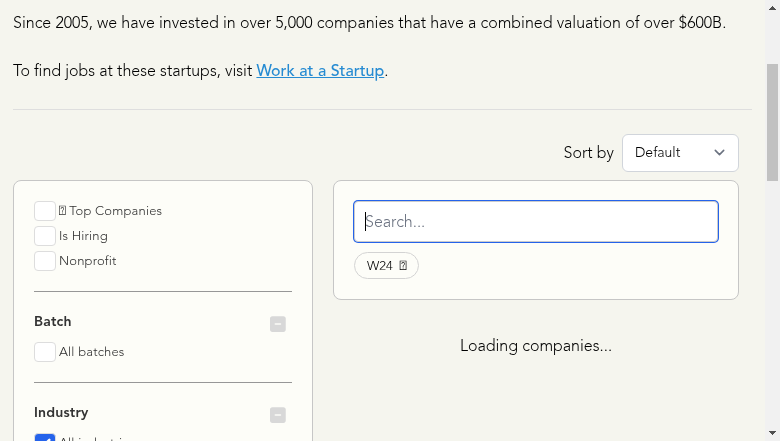 Since 2005, we have invested in over 5,000 companies that have a combined valuation of over $600B.
To find jobs at these startups, visit Work at a Startup.
Sort by
Default
Top Companies
Is Hiring
Nonprofit
Batch
All batches
Industry
Search...
W24
Loading companies...